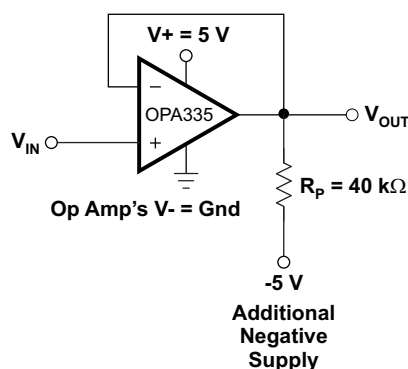 V+ = 5 V
−
OPA335
V_IN
+
V_OUT
Op Amp's V- = Gnd
R_P = 40 kΩ
-5 V
Additional
Negative
Supply